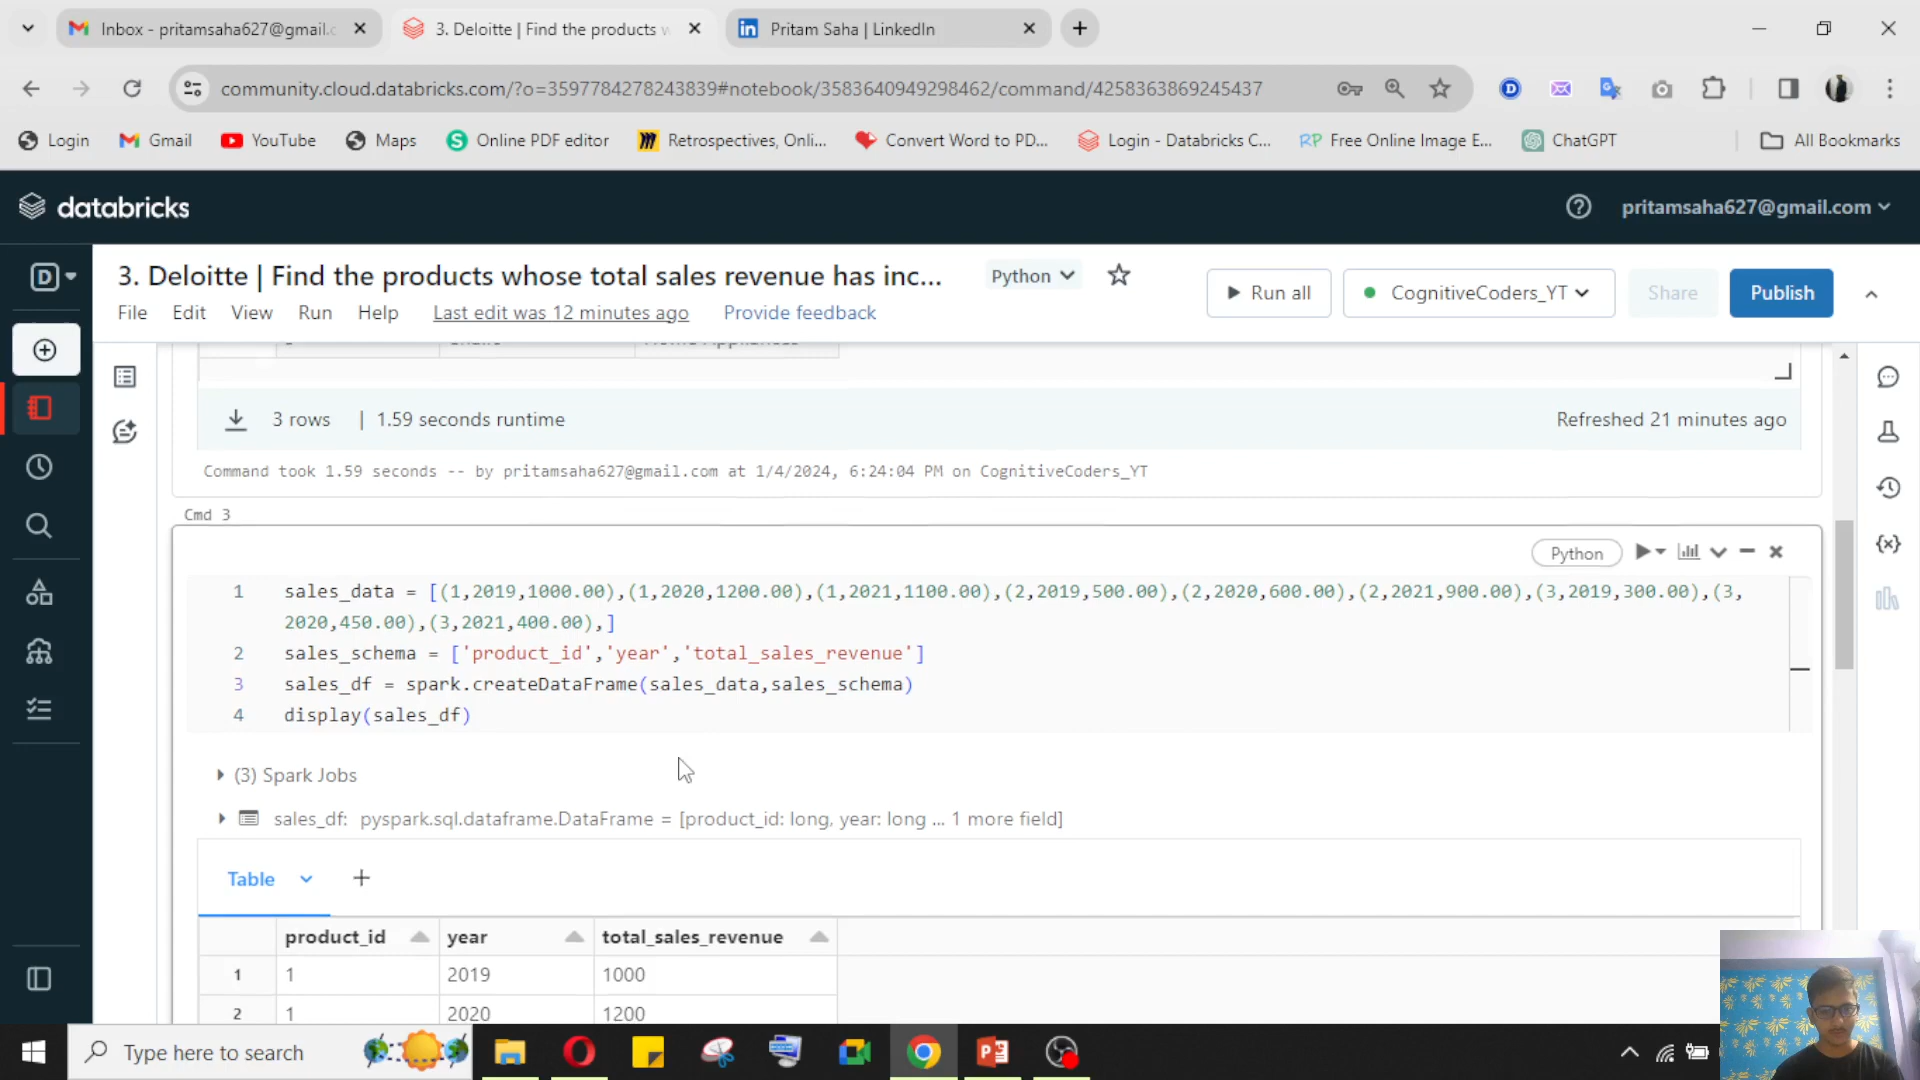 Inbox - pritamsaha627@gmail.c
3. Deloitte | Find the products w
Pritam Saha | LinkedIn
community.cloud.databricks.com/?o=3597784278243839#notebook/3583640949298462/command/4258363869245437
Login
Gmail
YouTube
Maps
Online PDF editor
Retrospectives, Onli...
Convert Word to PD...
Login - Databricks C...
RP Free Online Image E...
ChatGPT
All Bookmarks
databricks
pritamsaha627@gmail.com
D
3. Deloitte | Find the products whose total sales revenue has inc...
Python
Run all
CognitiveCoders_YT
Share
Publish
File Edit View Run Help Last edit was 12 minutes ago Provide feedback
3 rows | 1.59 seconds runtime
Refreshed 21 minutes ago
Command took 1.59 seconds -- by pritamsaha627@gmail.com at 1/4/2024, 6:24:04 PM on CognitiveCoders_YT
Cmd 3
Python
1 sales_data = [(1,2019,1000.00),(1,2020,1200.00),(1,2021,1100.00),(2,2019,500.00),(2,2020,600.00),(2,2021,900.00),(3,2019,300.00),(3,
2020,450.00),(3,2021,400.00),]
2 sales_schema = ['product_id','year','total_sales_revenue']
3 sales_df = spark.createDataFrame(sales_data,sales_schema)
4 display(sales_df)
(3) Spark Jobs
sales_df: pyspark.sql.dataframe.DataFrame = [product_id: long, year: long ... 1 more field]
Table
product_id year total_sales_revenue
1 1 2019 1000
2 1 2020 1200
Type here to search